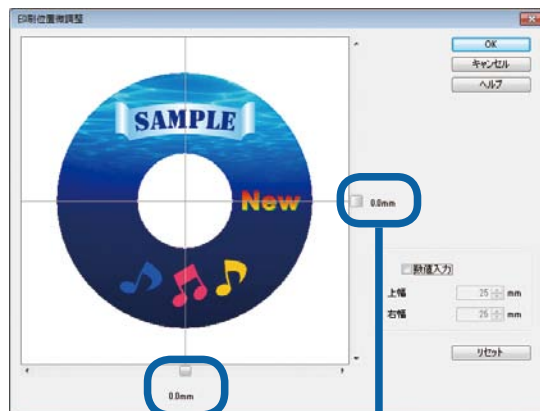 印刷位置微調整
OK
キャンセル
ヘルプ
SAMPLE
New
0.0mm
数値入力
上幅 25 mm
右幅 25 mm
リセット
0.0mm